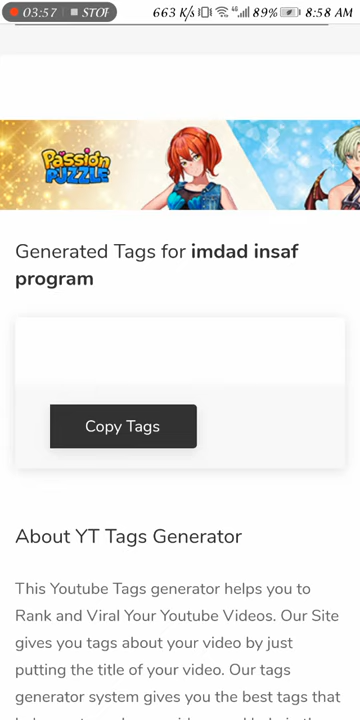 03:57 STOP 663 K/s 4G 89% 8:58 AM
Passion
PUZZLE
Generated Tags for imdad insaf
program
Copy Tags
About YT Tags Generator
This Youtube Tags generator helps you to
Rank and Viral Your Youtube Videos. Our Site
gives you tags about your video by just
putting the title of your video. Our tags
generator system gives you the best tags that